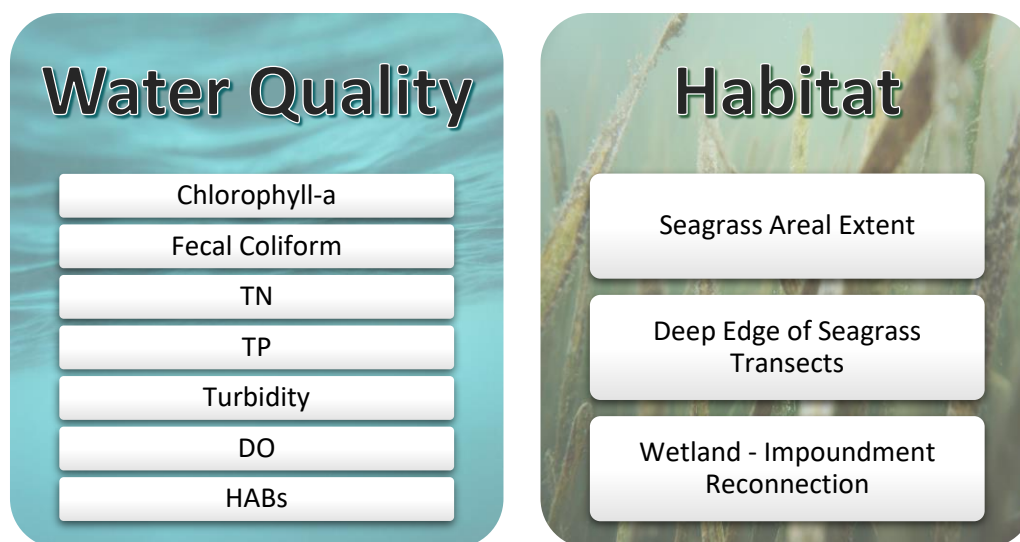 Water Quality
Chlorophyll-a
Fecal Coliform
TN
TP
Turbidity
DO
HABs
Habitat
Seagrass Areal Extent
Deep Edge of Seagrass
Transects
Wetland - Impoundment
Reconnection